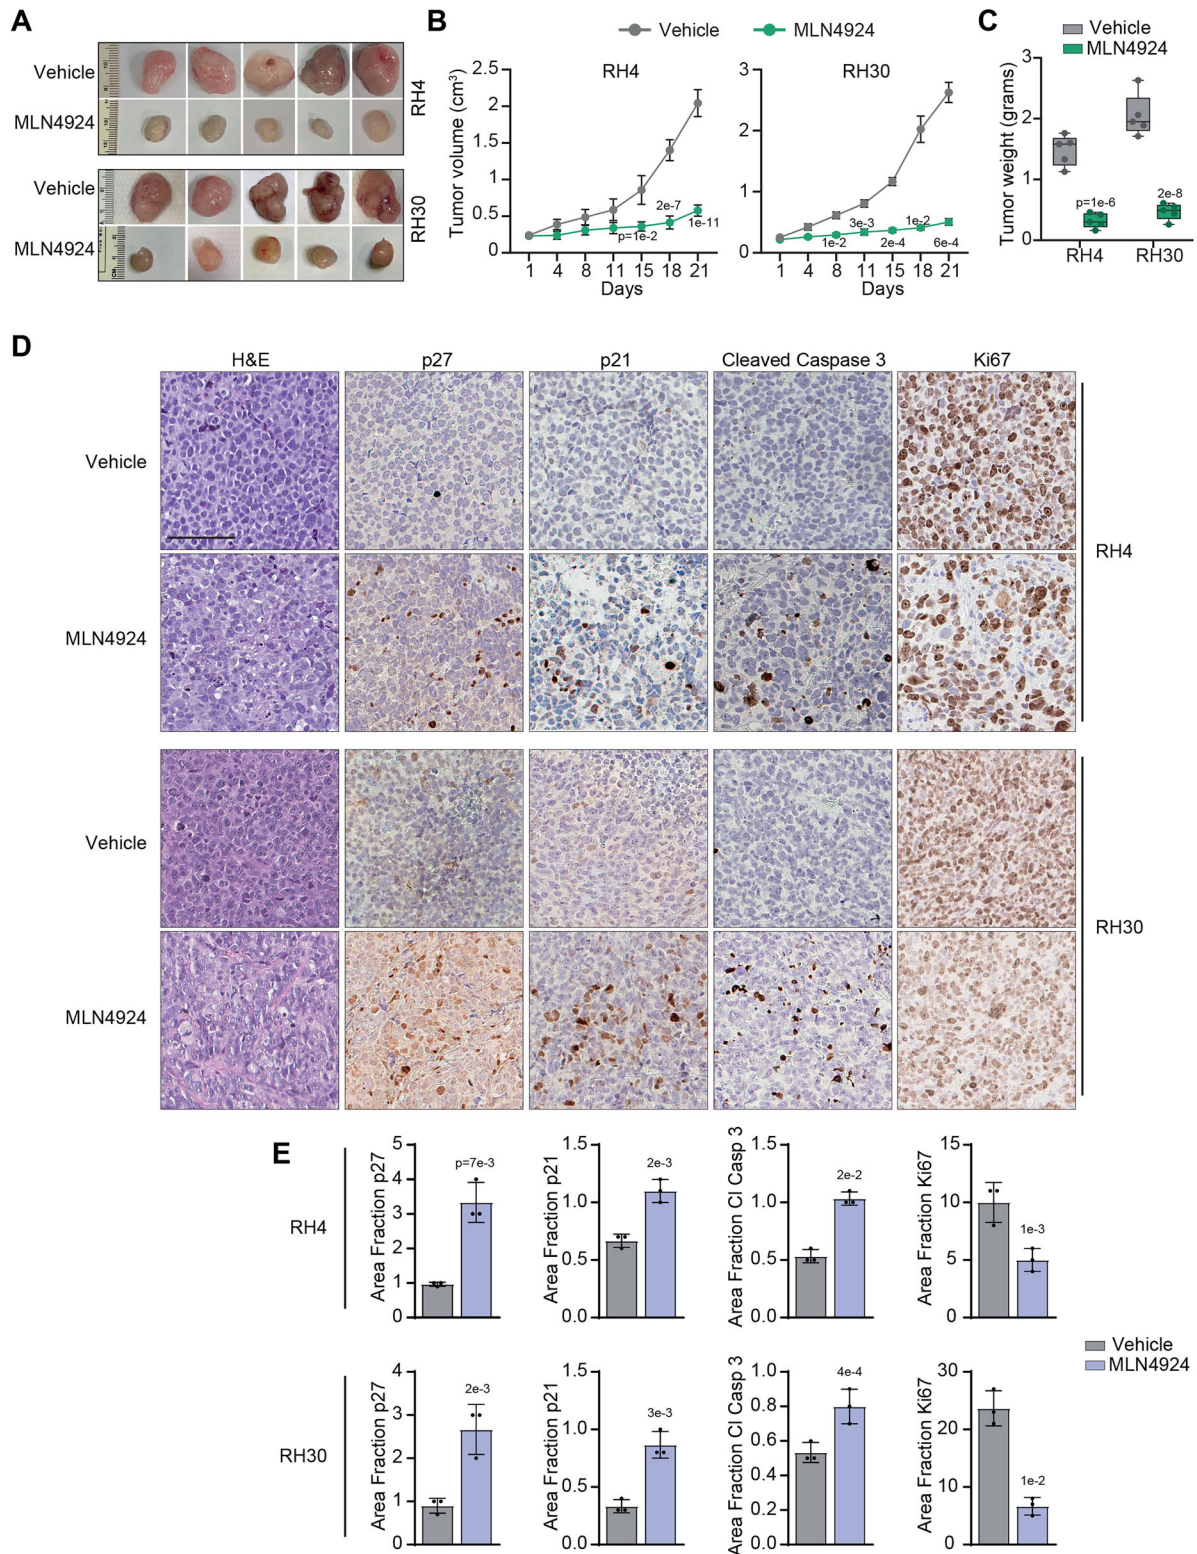 A
Vehicle
MLN4924
RH4
Vehicle
MLN4924
RH30
B
Vehicle
MLN4924
RH4
Tumor volume (cm³)
2.5
2
1.5
1
0.5
0
p=1e-2
2e-7
1e-11
1 4 8 11 15 18 21
Days
RH30
3
2
1
0
1e-2
3e-3
2e-4
1e-2
6e-4
1 4 8 11 15 18 21
Days
C
Vehicle
MLN4924
Tumor weight (grams)
3
2
1
0
p=1e-6
2e-8
RH4
RH30
D
H&E p27 p21 Cleaved Caspase 3 Ki67
Vehicle
MLN4924
RH4
Vehicle
MLN4924
RH30
E
RH4
Area Fraction p27
5
4
3
2
1
0
p=7e-3
Area Fraction p21
1.5
1.0
0.5
0.0
2e-3
Area Fraction Cl Casp 3
1.5
1.0
0.5
0.0
2e-2
Area Fraction Ki67
15
10
5
0
1e-3
Vehicle
MLN4924
RH30
Area Fraction p27
4
3
2
1
0
2e-3
Area Fraction p21
1.5
1.0
0.5
0.0
3e-3
Area Fraction Cl Casp 3
1.0
0.8
0.6
0.4
0.2
0.0
4e-4
Area Fraction Ki67
30
20
10
0
1e-2